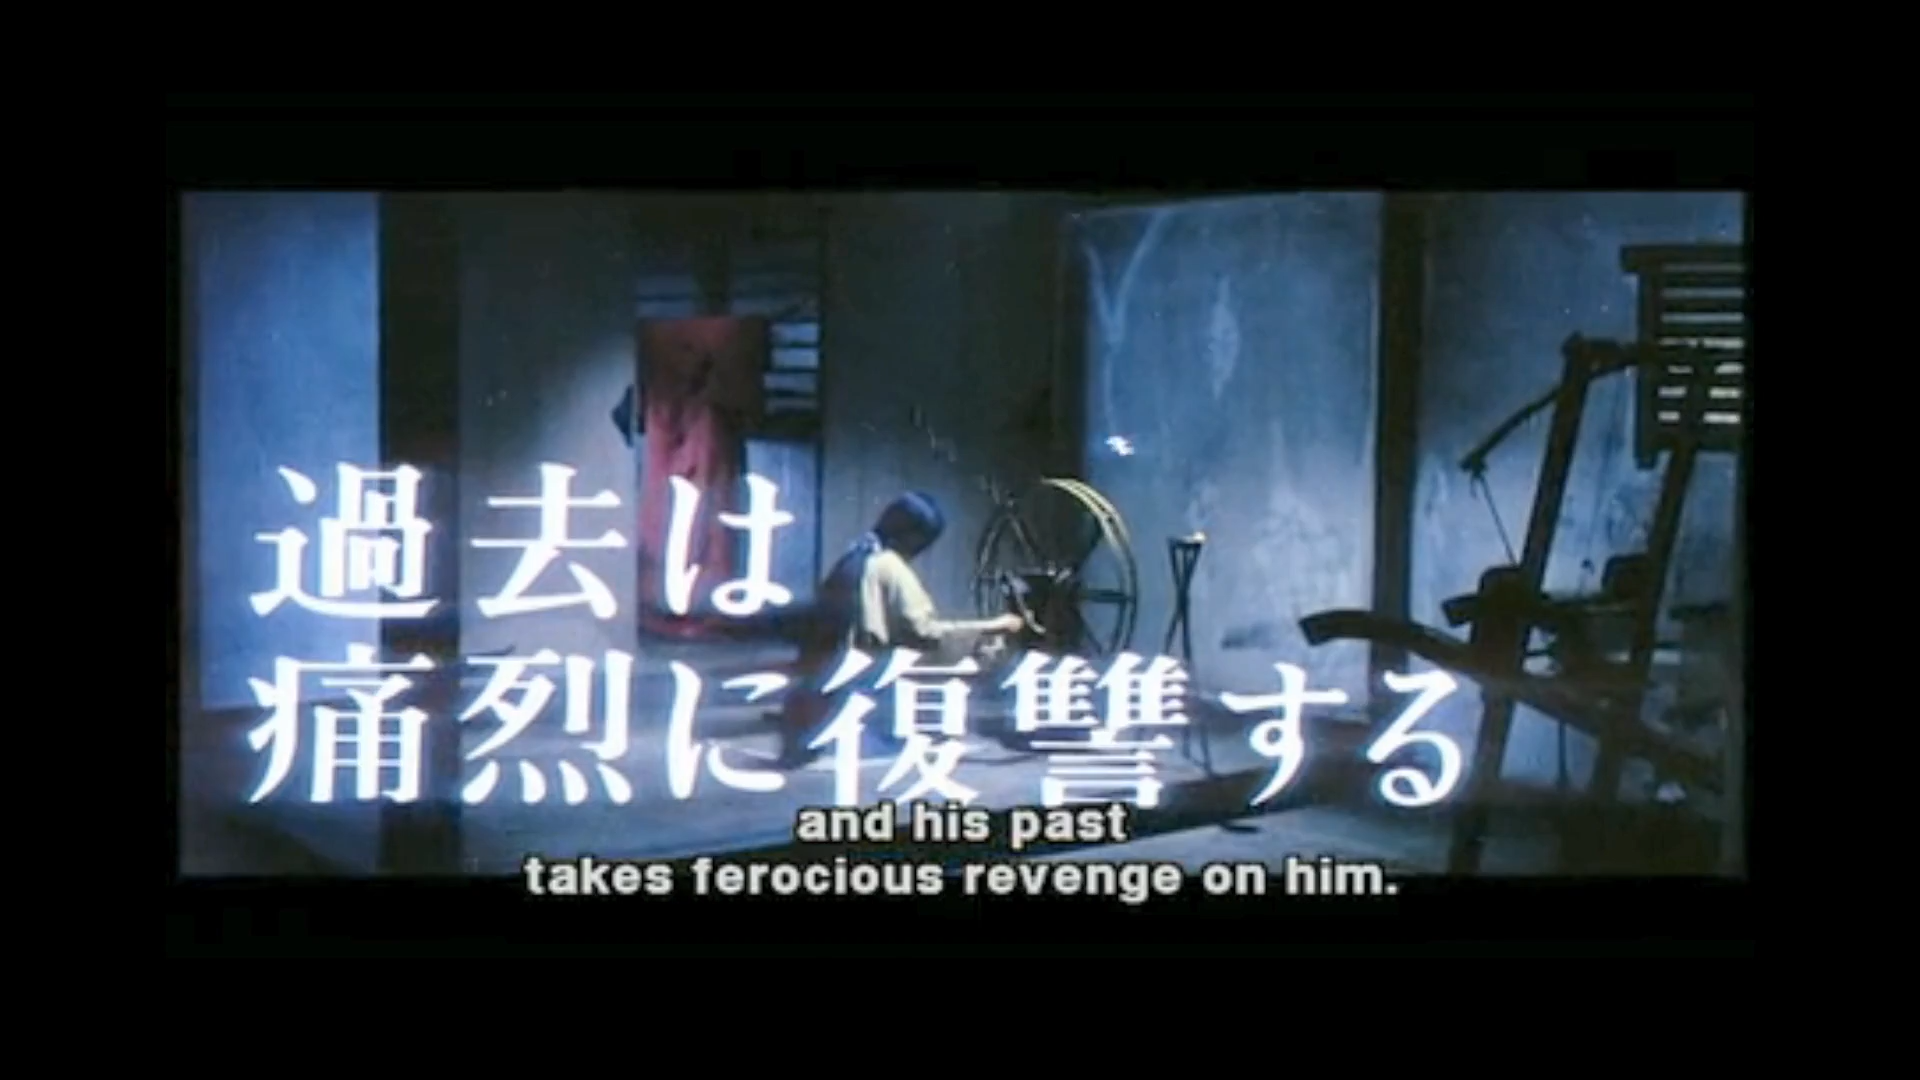 過去は
痛烈に復讐する
and his past
takes ferocious revenge on him.